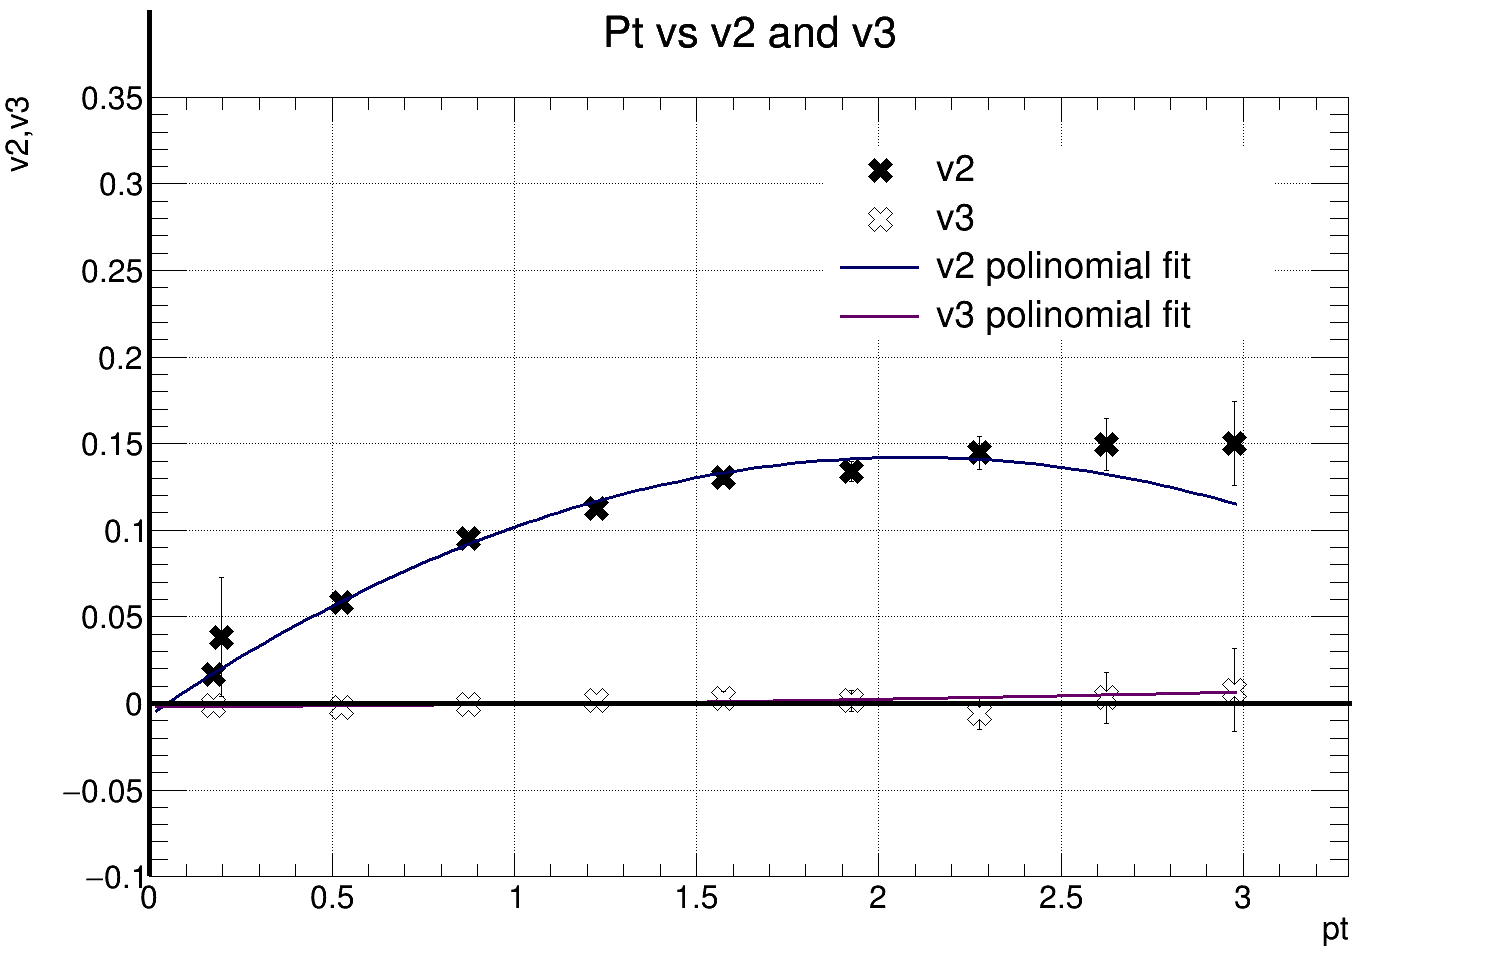 Pt vs v2 and v3
v2,v3
0.35
0.3
0.25
0.2
0.15
0.1
0.05
0
−0.05
−0.1
v2
v3
v2 polinomial fit
v3 polinomial fit
0 0.5 1 1.5 2 2.5 3
pt